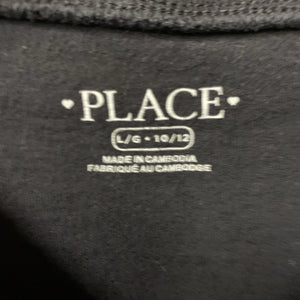 ♥PLACE♥
L/G • 10/12
MADE IN CAMBODIA
FABRIQUÉ AU CAMBODGE